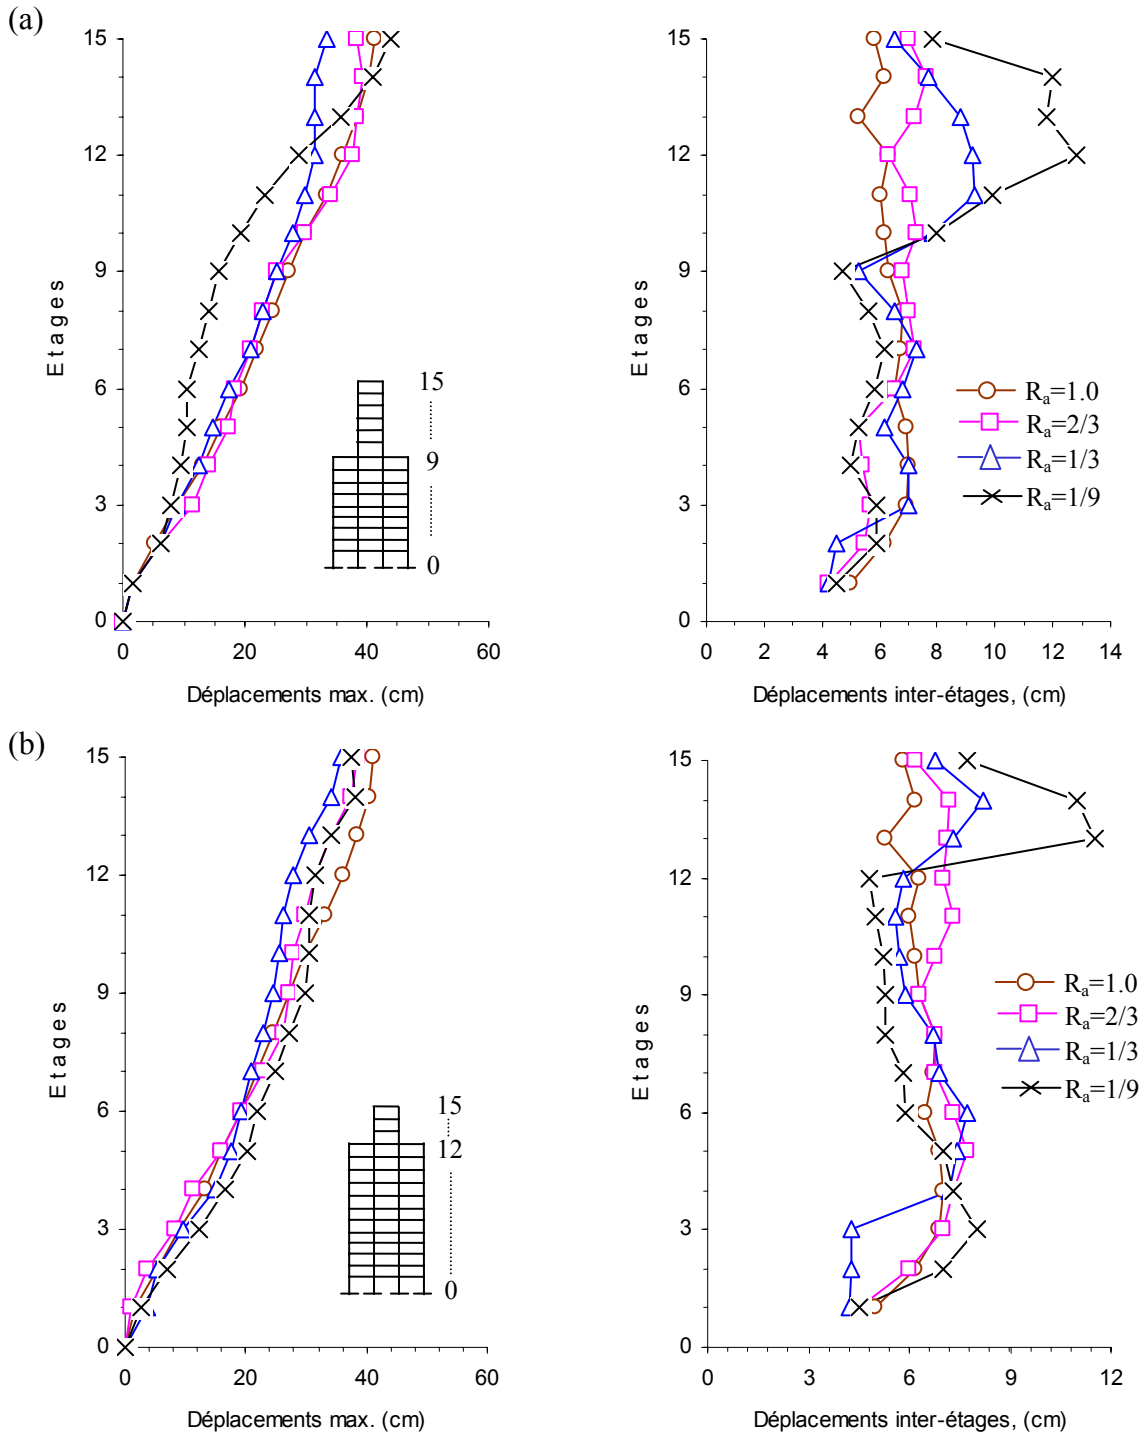 (a)
15
12
9
6
3
0
Etages
0 20 40 60
Déplacements max. (cm)
15
9
0
15
12
9
6
3
0
Etages
0 2 4 6 8 10 12 14
Déplacements inter-étages, (cm)
Ra=1.0
Ra=2/3
Ra=1/3
Ra=1/9
(b)
15
12
9
6
3
0
Etages
0 20 40 60
Déplacements max. (cm)
15
12
0
15
12
9
6
3
0
Etages
0 3 6 9 12
Déplacements inter-étages, (cm)
Ra=1.0
Ra=2/3
Ra=1/3
Ra=1/9